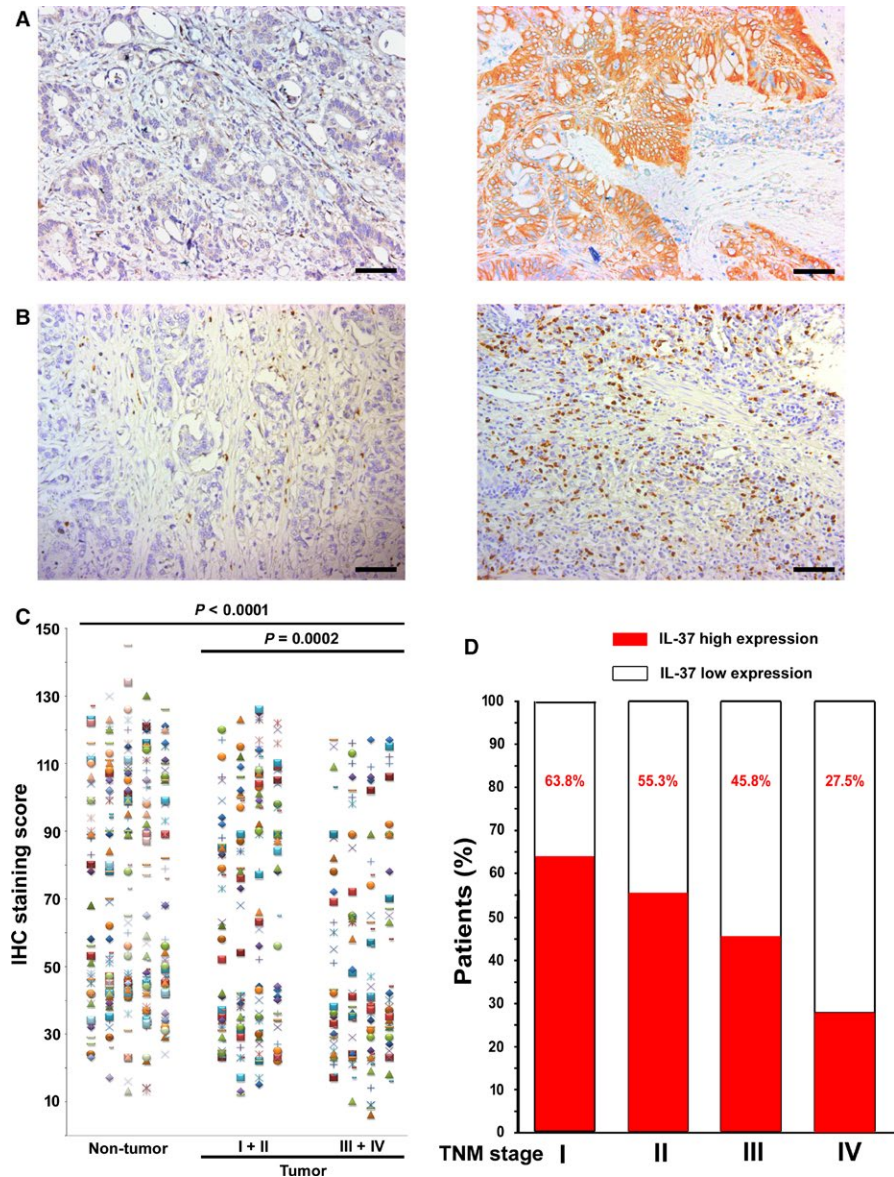 A
B
C
P < 0.0001
P = 0.0002
150
130
110
90
70
50
30
10
IHC staining score
Non-tumor
I + II
III + IV
Tumor
D
IL-37 high expression
IL-37 low expression
100
90
80
70
60
50
40
30
20
10
0
Patients (%)
63.8%
55.3%
45.8%
27.5%
TNM stage I II III IV